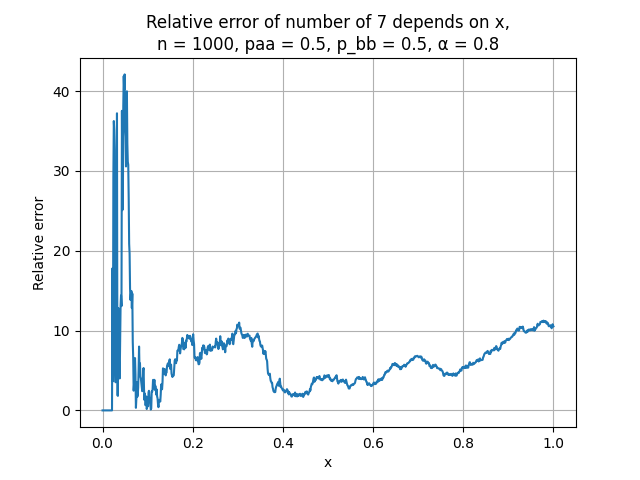 Relative error of number of 7 depends on x,
n = 1000, paa = 0.5, p_bb = 0.5, α = 0.8
40
30
20
10
0
Relative error
0.0 0.2 0.4 0.6 0.8 1.0
x